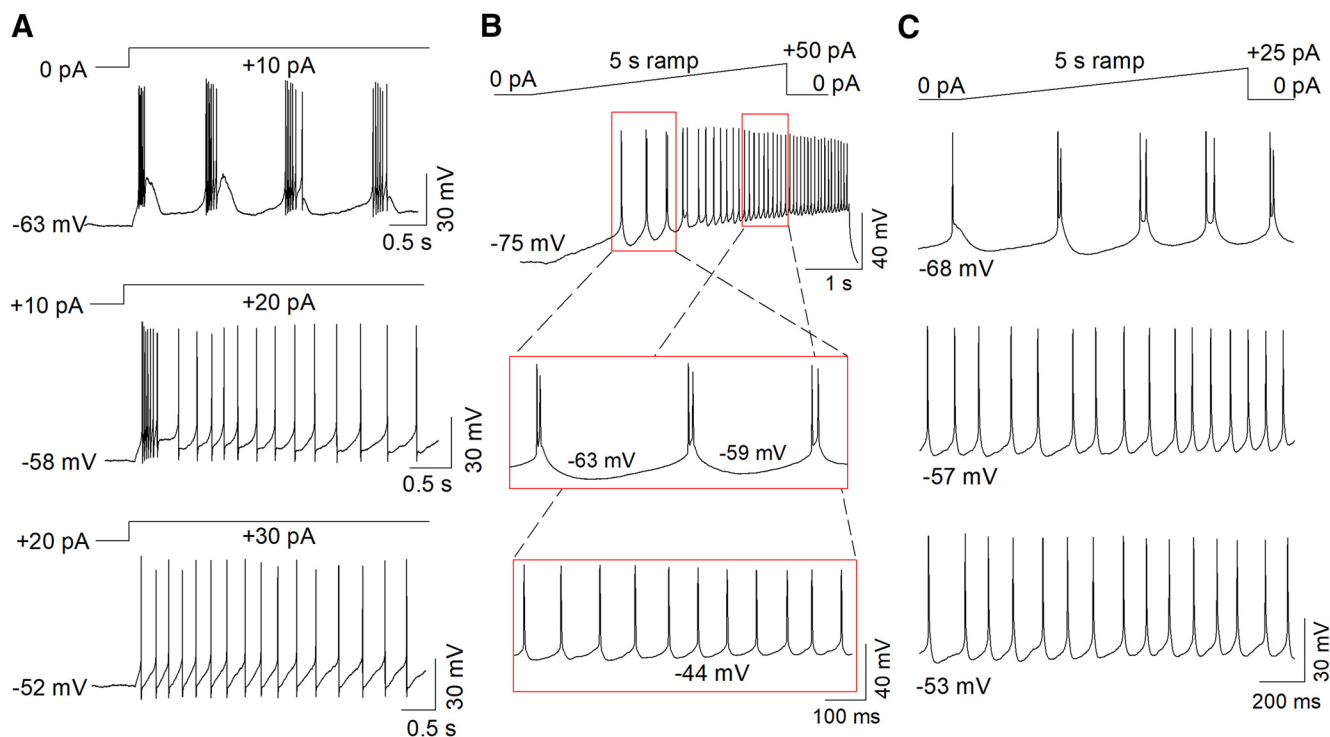 A
0 pA
+10 pA
-63 mV
30 mV
0.5 s
+10 pA
+20 pA
-58 mV
30 mV
0.5 s
+20 pA
+30 pA
-52 mV
30 mV
0.5 s
B
0 pA
5 s ramp
+50 pA
0 pA
-75 mV
40 mV
1 s
-63 mV
-59 mV
-44 mV
40 mV
100 ms
C
0 pA
5 s ramp
+25 pA
0 pA
-68 mV
-57 mV
-53 mV
30 mV
200 ms